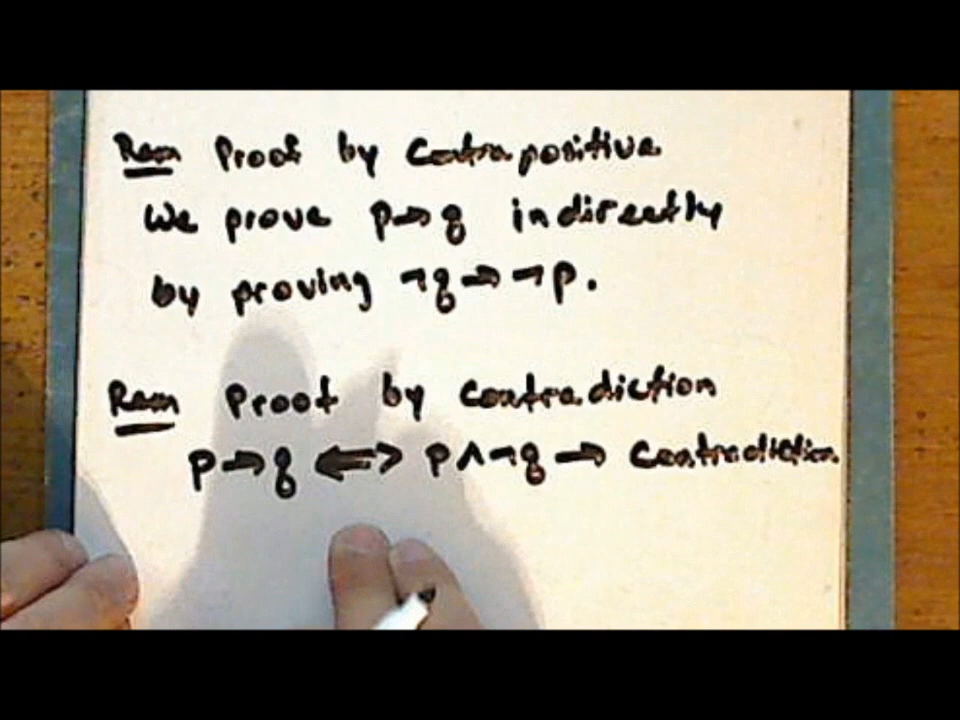 Rem Proof by Contrapositive
We prove p→q indirectly
by proving ¬q→¬p.
Rem Proof by Contradiction
p→q ⟺ p∧¬q → Contradiction.